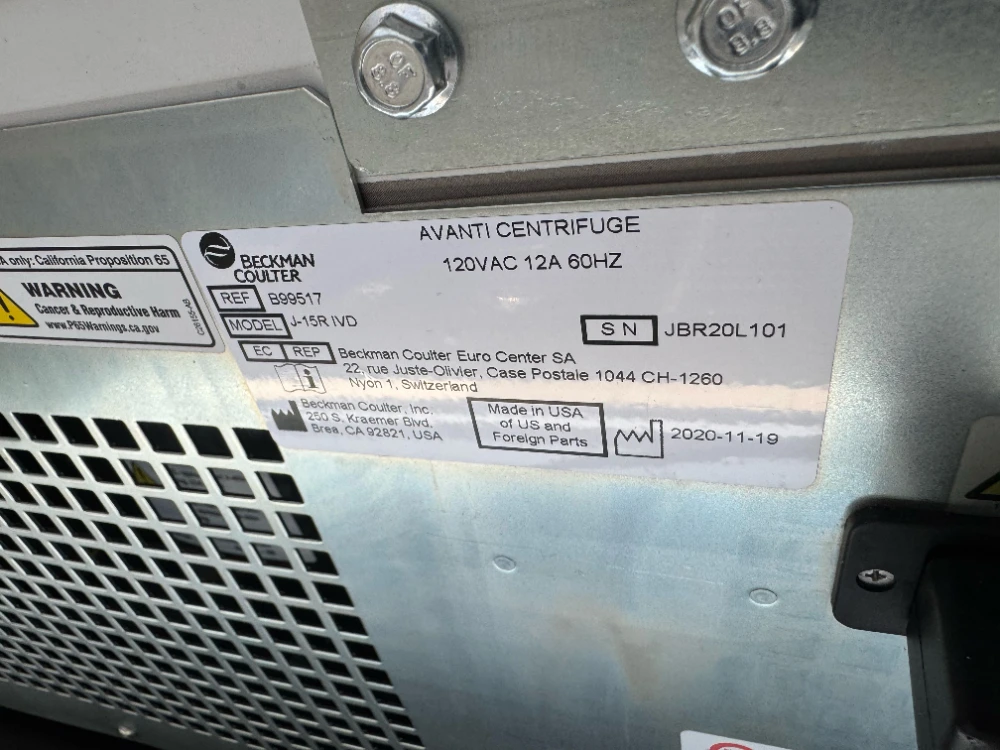 CF
8.8
8.8
A only: California Proposition 65
WARNING
Cancer & Reproductive Harm
www.P65Warnings.ca.gov
BECKMAN
COULTER
AVANTI CENTRIFUGE
120VAC 12A 60HZ
REF B99517
MODEL J-15R IVD
S N JBR20L101
EC REP Beckman Coulter Euro Center SA
22, rue Juste-Olivier, Case Postale 1044 CH-1260
Nyon 1, Switzerland
Beckman Coulter, Inc.
250 S. Kraemer Blvd.
Brea, CA 92821, USA
Made in USA
of US and
Foreign Parts
2020-11-19